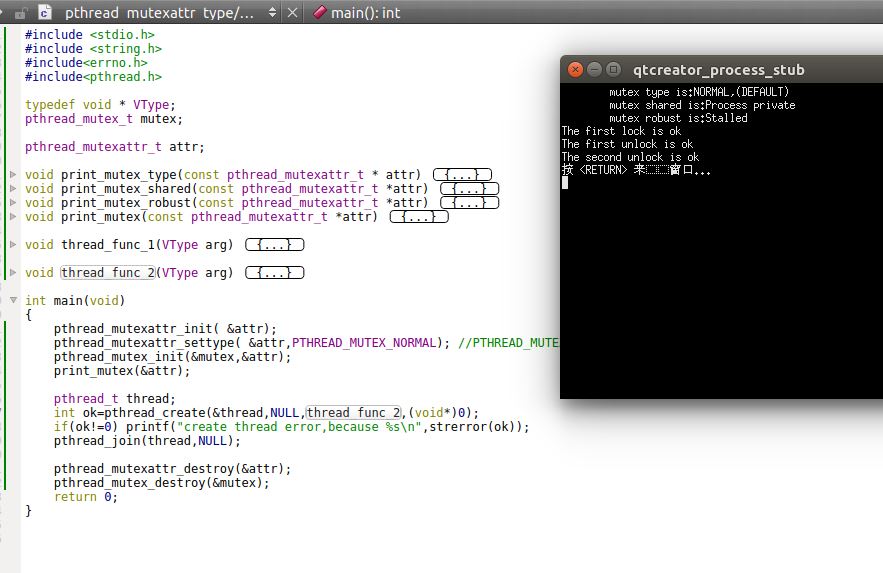 pthread_mutexattr_type/...
main(): int
#include <stdio.h>
#include <string.h>
#include<errno.h>
#include<pthread.h>
typedef void * VType;
pthread_mutex_t mutex;
pthread_mutexattr_t attr;
void print_mutex_type(const pthread_mutexattr_t * attr) {...}
void print_mutex_shared(const pthread_mutexattr_t *attr) {...}
void print_mutex_robust(const pthread_mutexattr_t *attr) {...}
void print_mutex(const pthread_mutexattr_t *attr) {...}
void thread_func_1(VType arg) {...}
void thread_func_2(VType arg) {...}
int main(void)
{
pthread_mutexattr_init( &attr);
pthread_mutexattr_settype( &attr,PTHREAD_MUTEX_NORMAL); //PTHREAD_MUTE
pthread_mutex_init(&mutex,&attr);
print_mutex(&attr);
pthread_t thread;
int ok=pthread_create(&thread,NULL,thread_func_2,(void*)0);
if(ok!=0) printf("create thread error,because %s\n",strerror(ok));
pthread_join(thread,NULL);
pthread_mutexattr_destroy(&attr);
pthread_mutex_destroy(&mutex);
return 0;
}
qtcreator_process_stub
mutex type is:NORMAL,(DEFAULT)
mutex shared is:Process private
mutex robust is:Stalled
The first lock is ok
The first unlock is ok
The second unlock is ok
按 <RETURN> 来窗口...